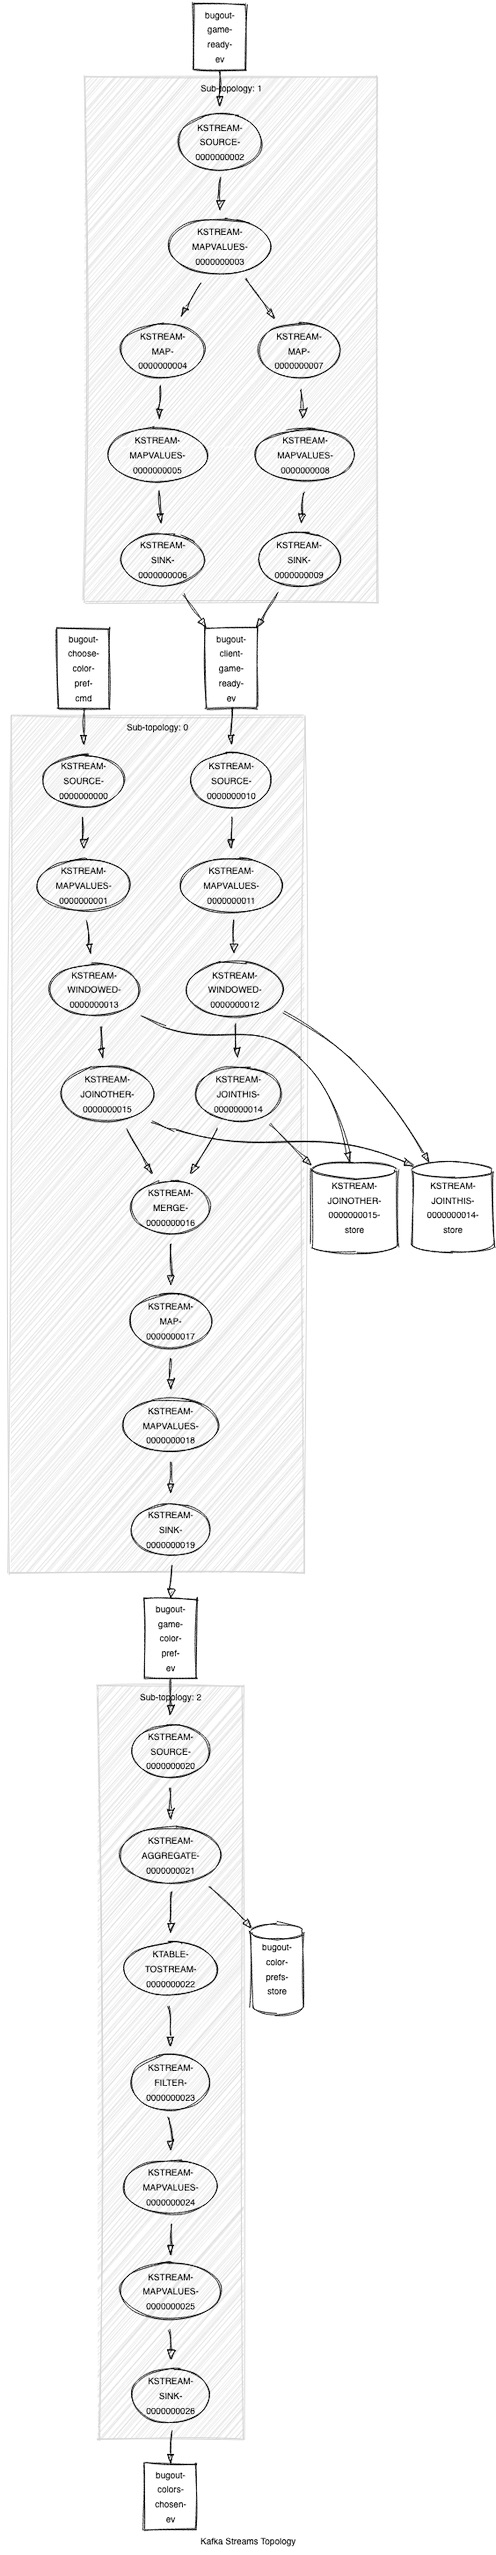 bugout-
game-
ready-
ev
Sub-topology: 1
KSTREAM-
SOURCE-
0000000002
KSTREAM-
MAPVALUES-
0000000003
KSTREAM-
MAP-
0000000004
KSTREAM-
MAP-
0000000007
KSTREAM-
MAPVALUES-
0000000005
KSTREAM-
MAPVALUES-
0000000008
KSTREAM-
SINK-
0000000006
KSTREAM-
SINK-
0000000009
bugout-
choose-
color-
pref-
cmd
bugout-
client-
game-
ready-
ev
Sub-topology: 0
KSTREAM-
SOURCE-
0000000000
KSTREAM-
SOURCE-
0000000010
KSTREAM-
MAPVALUES-
0000000001
KSTREAM-
MAPVALUES-
0000000011
KSTREAM-
WINDOWED-
0000000013
KSTREAM-
WINDOWED-
0000000012
KSTREAM-
JOINOTHER-
0000000015
KSTREAM-
JOINTHIS-
0000000014
KSTREAM-
MERGE-
0000000016
KSTREAM-
JOINOTHER-
0000000015-
store
KSTREAM-
JOINTHIS-
0000000014-
store
KSTREAM-
MAP-
0000000017
KSTREAM-
MAPVALUES-
0000000018
KSTREAM-
SINK-
0000000019
bugout-
game-
color-
pref-
ev
Sub-topology: 2
KSTREAM-
SOURCE-
0000000020
KSTREAM-
AGGREGATE-
0000000021
KTABLE-
TOSTREAM-
0000000022
bugout-
color-
prefs-
store
KSTREAM-
FILTER-
0000000023
KSTREAM-
MAPVALUES-
0000000024
KSTREAM-
MAPVALUES-
0000000025
KSTREAM-
SINK-
0000000026
bugout-
colors-
chosen-
ev
Kafka Streams Topology